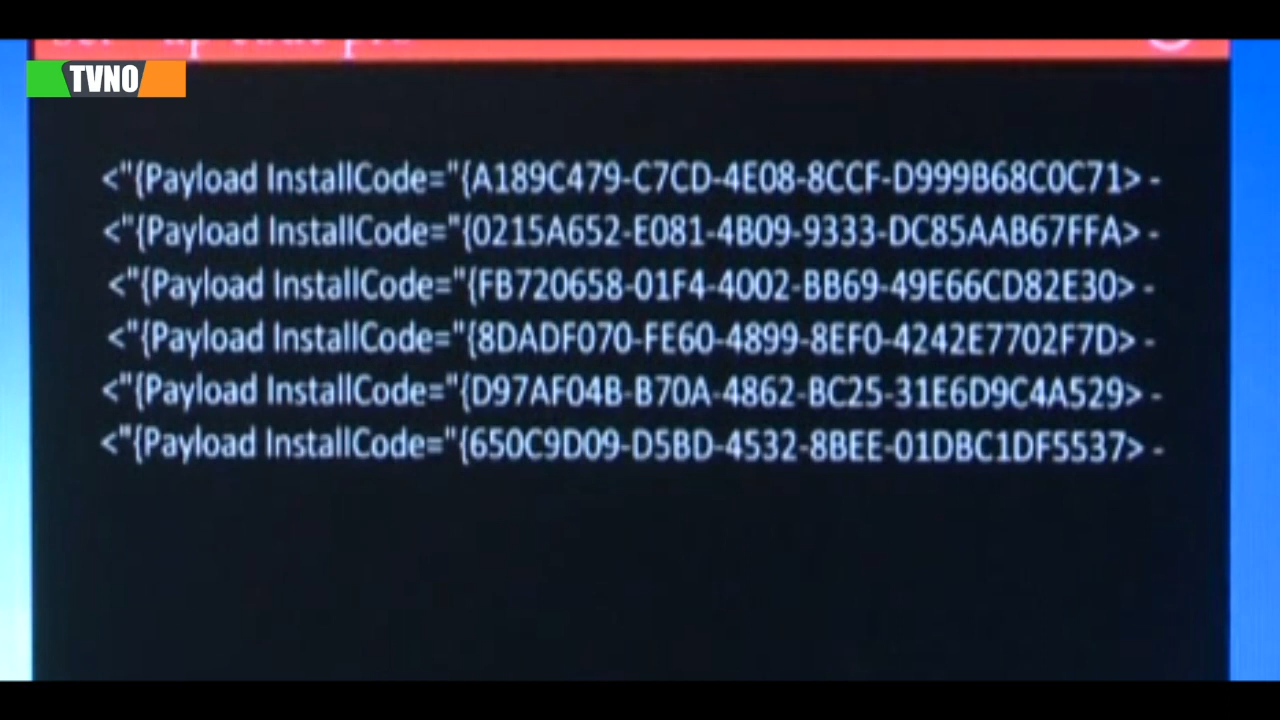 TVNO
<"{Payload InstallCode="{A189C479-C7CD-4E08-8CCF-D999B68C0C71> -
<"{Payload InstallCode="{0215A652-E081-4B09-9333-DC85AAB67FFA> -
<"{Payload InstallCode="{FB720658-01F4-4002-BB69-49E66CD82E30> -
<"{Payload InstallCode="{8DADF070-FE60-4899-8EF0-4242E7702F7D> -
<"{Payload InstallCode="{D97AF04B-B70A-4862-BC25-31E6D9C4A529> -
<"{Payload InstallCode="{650C9D09-D5BD-4532-8BEE-01DBC1DF5537> -